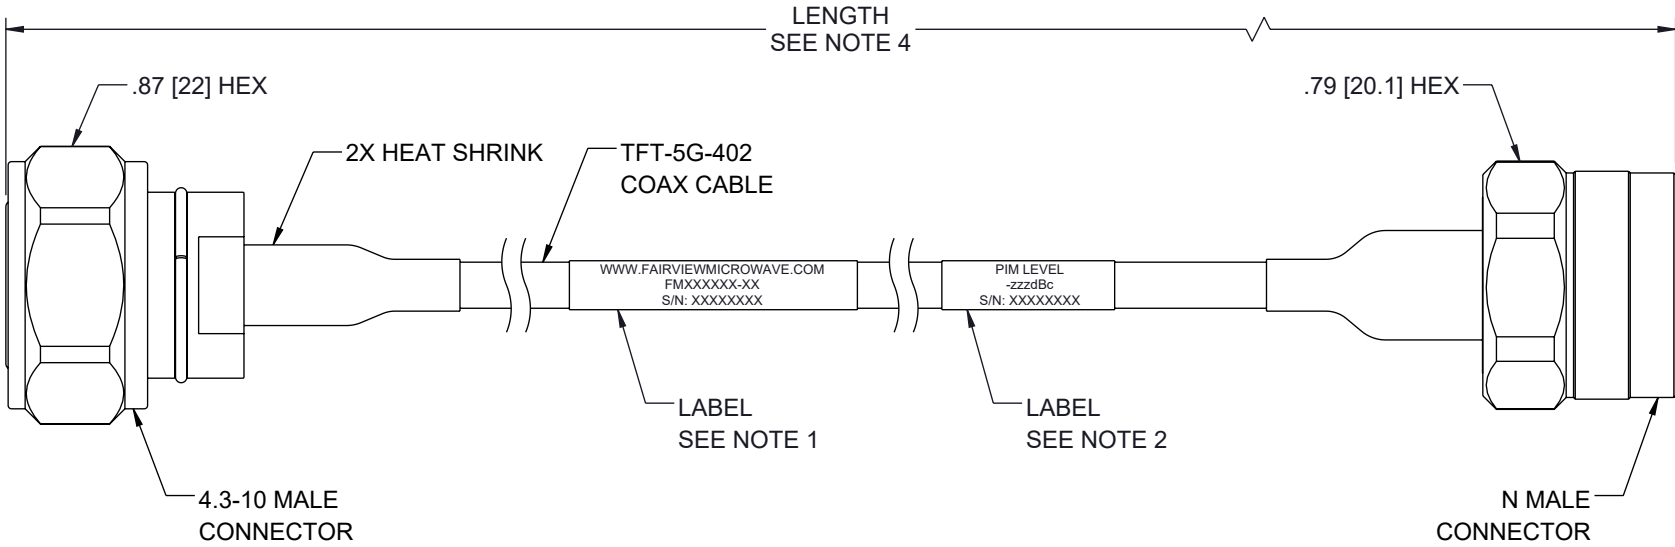 LENGTH
SEE NOTE 4
.87 [22] HEX
.79 [20.1] HEX
2X HEAT SHRINK
TFT-5G-402
COAX CABLE
WWW.FAIRVIEWMICROWAVE.COM
FMXXXXXX-XX
S/N: XXXXXXXX
PIM LEVEL
-zzzdBc
S/N: XXXXXXXX
LABEL
SEE NOTE 1
LABEL
SEE NOTE 2
4.3-10 MALE
CONNECTOR
N MALE
CONNECTOR